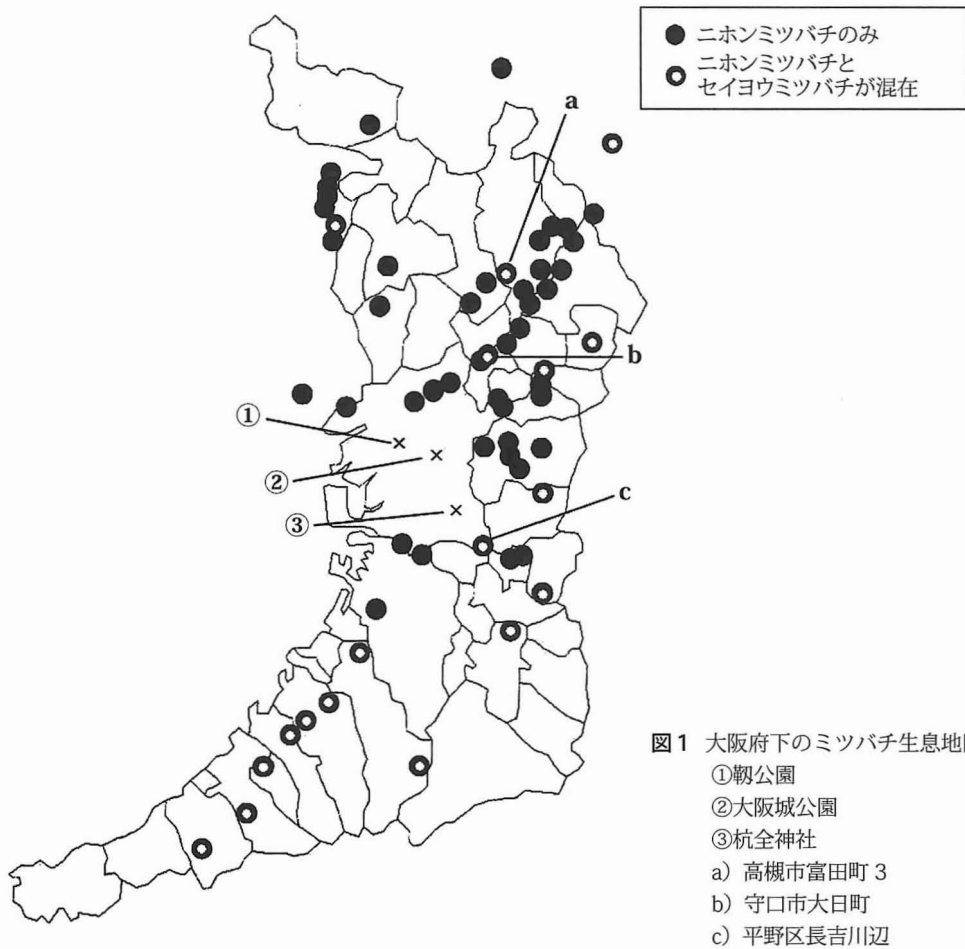 ニホンミツバチのみ
ニホンミツバチと
セイヨウミツバチが混在
a
b
①
②
③
c
図1 大阪府下のミツバチ生息地
①靱公園
②大阪城公園
③杭全神社
a) 高槻市富田町3
b) 守口市大日町
c) 平野区長吉川辺